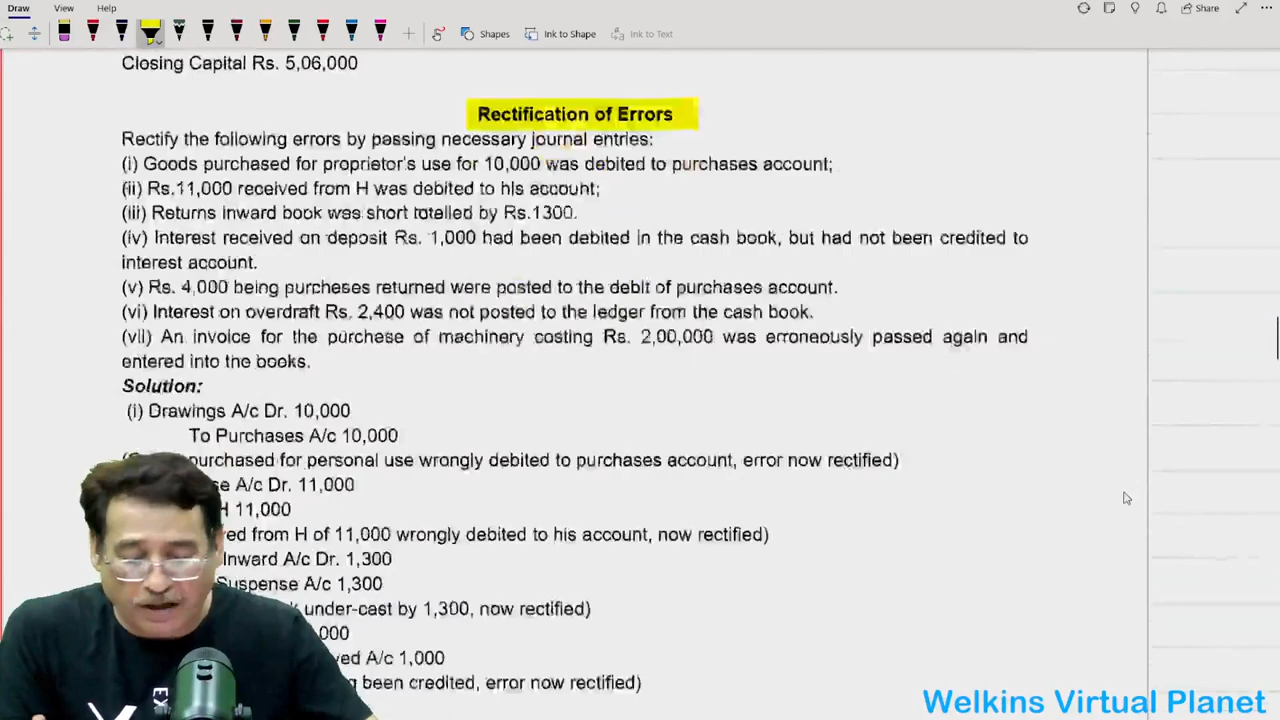 Draw View Help
Share
Shapes Ink to Shape Ink to Text
Closing Capital Rs. 5,06,000
Rectification of Errors
Rectify the following errors by passing necessary journal entries:
(i) Goods purchased for proprietor's use for 10,000 was debited to purchases account;
(ii) Rs.11,000 received from H was debited to his account;
(iii) Returns inward book was short totalled by Rs.1300.
(iv) Interest received on deposit Rs. 1,000 had been debited in the cash book, but had not been credited to
interest account.
(v) Rs. 4,000 being purcheses returned were posted to the debit of purchases account.
(vi) Interest on overdraft Rs. 2,400 was not posted to the ledger from the cash book.
(vii) An invoice for the purchase of machinery costing Rs. 2,00,000 was erroneously passed again and
entered into the books.
Solution:
(i) Drawings A/c Dr. 10,000
To Purchases A/c 10,000
purchased for personal use wrongly debited to purchases account, error now rectified)
se A/c Dr. 11,000
H 11,000
ved from H of 11,000 wrongly debited to his account, now rectified)
Inward A/c Dr. 1,300
Suspense A/c 1,300
under-cast by 1,300, now rectified)
000
ved A/c 1,000
been credited, error now rectified)
Welkins Virtual Planet